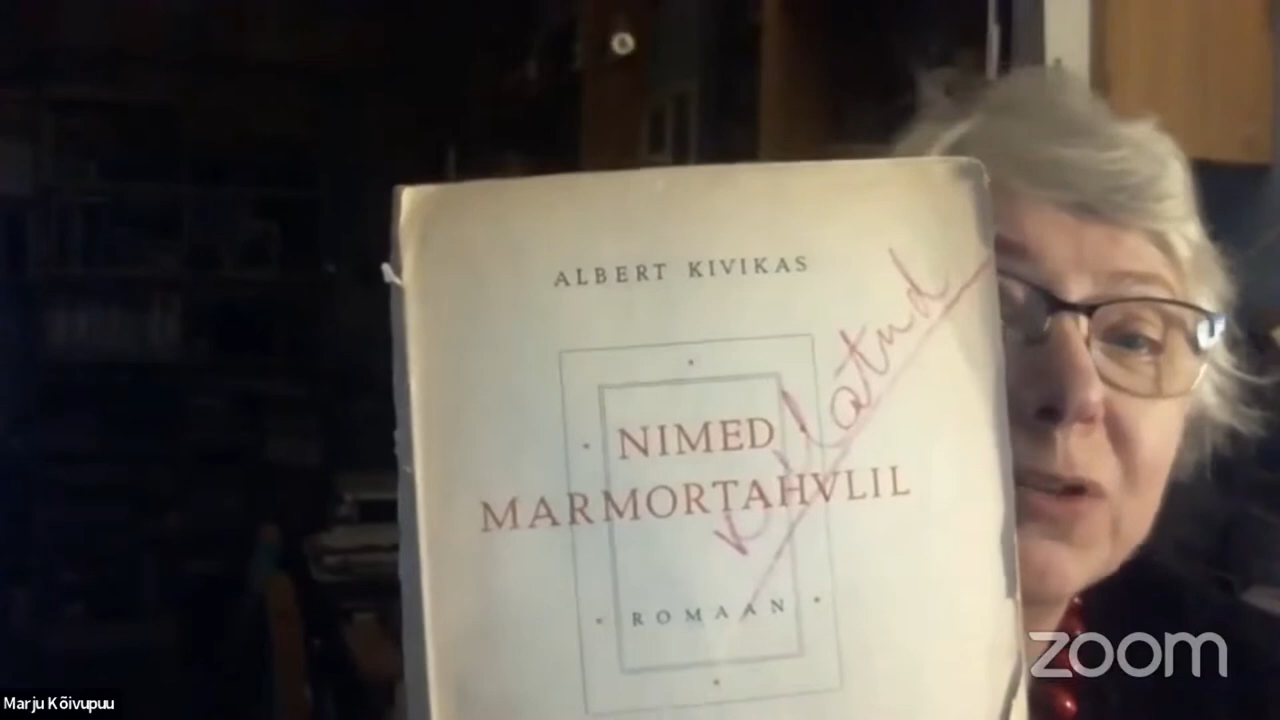 ALBERT KIVIKAS
NIMED
MARMORTAHVLIL
ROMAAN
zoom
Marju Kõivupuu